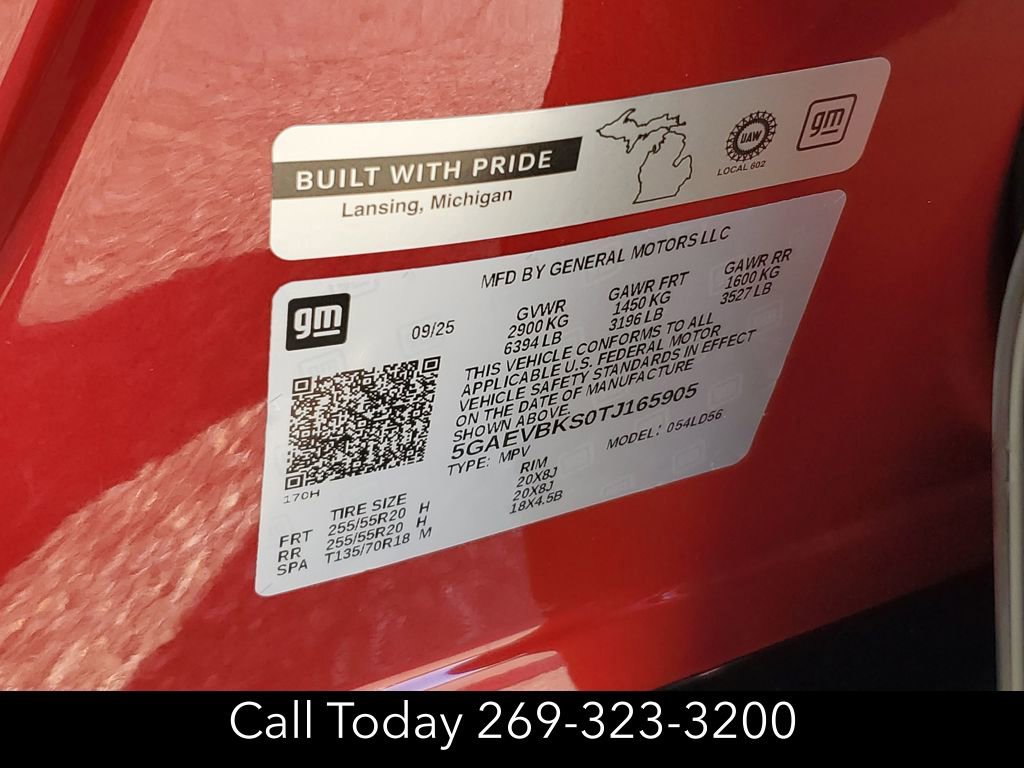 BUILT WITH PRIDE
Lansing, Michigan
UAW
LOCAL 602
gm
MFD BY GENERAL MOTORS LLC
gm
09/25
GVWR GAWR FRT GAWR RR
2900 KG 1450 KG 1600 KG
6394 LB 3196 LB 3527 LB
THIS VEHICLE CONFORMS TO ALL
APPLICABLE U.S. FEDERAL MOTOR
VEHICLE SAFETY STANDARDS IN EFFECT
ON THE DATE OF MANUFACTURE
SHOWN ABOVE.
5GAEVBKS0TJ165905
TYPE: MPV MODEL: 054LD56
170H
TIRE SIZE RIM
FRT 255/55R20 H 20X8J
RR 255/55R20 H 20X8J
SPA T135/70R18 M 18X4.5B
Call Today 269-323-3200